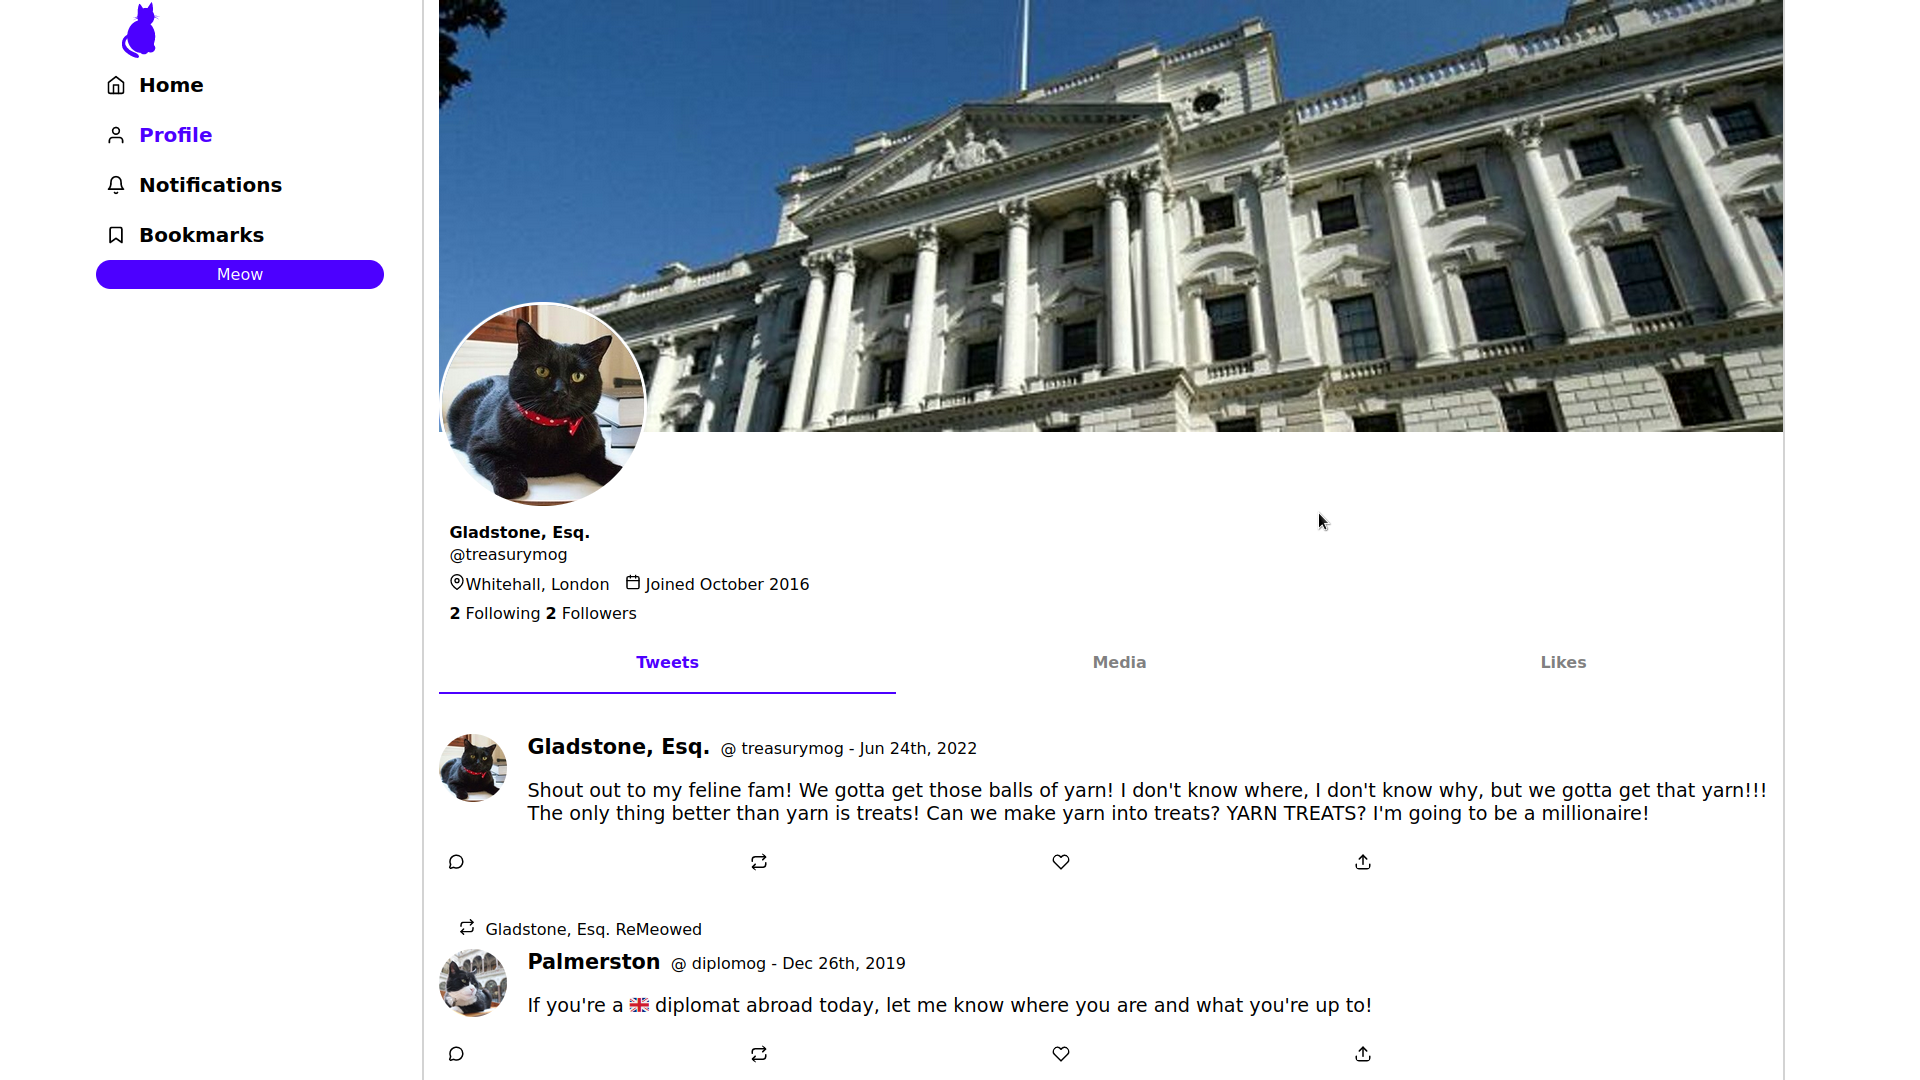 Home
Profile
Notifications
Bookmarks
Meow
Gladstone, Esq.
@treasurymog
Whitehall, London Joined October 2016
2 Following 2 Followers
Tweets Media Likes
Gladstone, Esq. @ treasurymog - Jun 24th, 2022
Shout out to my feline fam! We gotta get those balls of yarn! I don't know where, I don't know why, but we gotta get that yarn!!!
The only thing better than yarn is treats! Can we make yarn into treats? YARN TREATS? I'm going to be a millionaire!
Gladstone, Esq. ReMeowed
Palmerston @ diplomog - Dec 26th, 2019
If you're a 🇬🇧 diplomat abroad today, let me know where you are and what you're up to!